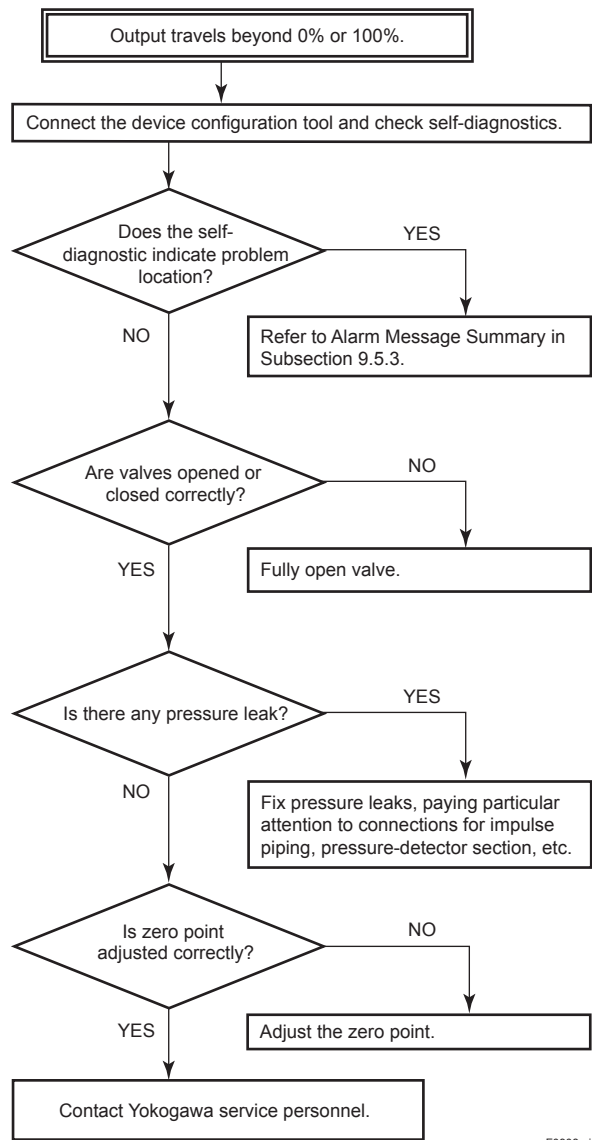 Output travels beyond 0% or 100%.
Connect the device configuration tool and check self-diagnostics.
Does the self-
diagnostic indicate problem
location?
YES
NO
Refer to Alarm Message Summary in
Subsection 9.5.3.
Are valves opened or
closed correctly?
NO
YES
Fully open valve.
Is there any pressure leak?
YES
NO
Fix pressure leaks, paying particular
attention to connections for impulse
piping, pressure-detector section, etc.
Is zero point
adjusted correctly?
NO
YES
Adjust the zero point.
Contact Yokogawa service personnel.